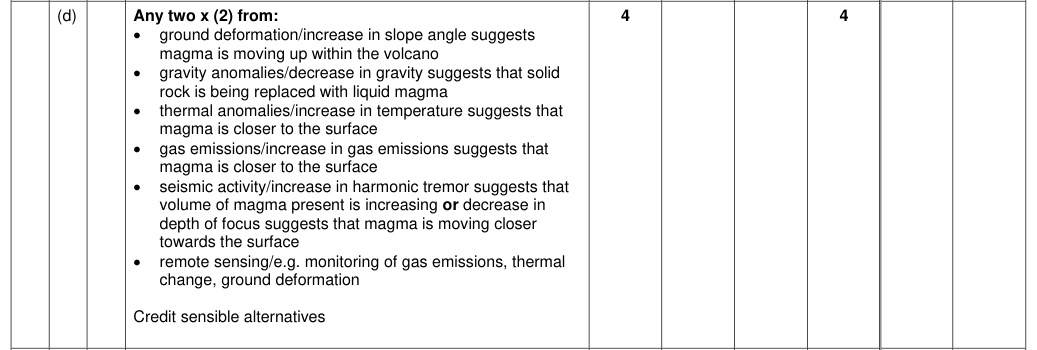 (d) Any two x (2) from: 4 4
• ground deformation/increase in slope angle suggests
magma is moving up within the volcano
• gravity anomalies/decrease in gravity suggests that solid
rock is being replaced with liquid magma
• thermal anomalies/increase in temperature suggests that
magma is closer to the surface
• gas emissions/increase in gas emissions suggests that
magma is closer to the surface
• seismic activity/increase in harmonic tremor suggests that
volume of magma present is increasing or decrease in
depth of focus suggests that magma is moving closer
towards the surface
• remote sensing/e.g. monitoring of gas emissions, thermal
change, ground deformation
Credit sensible alternatives